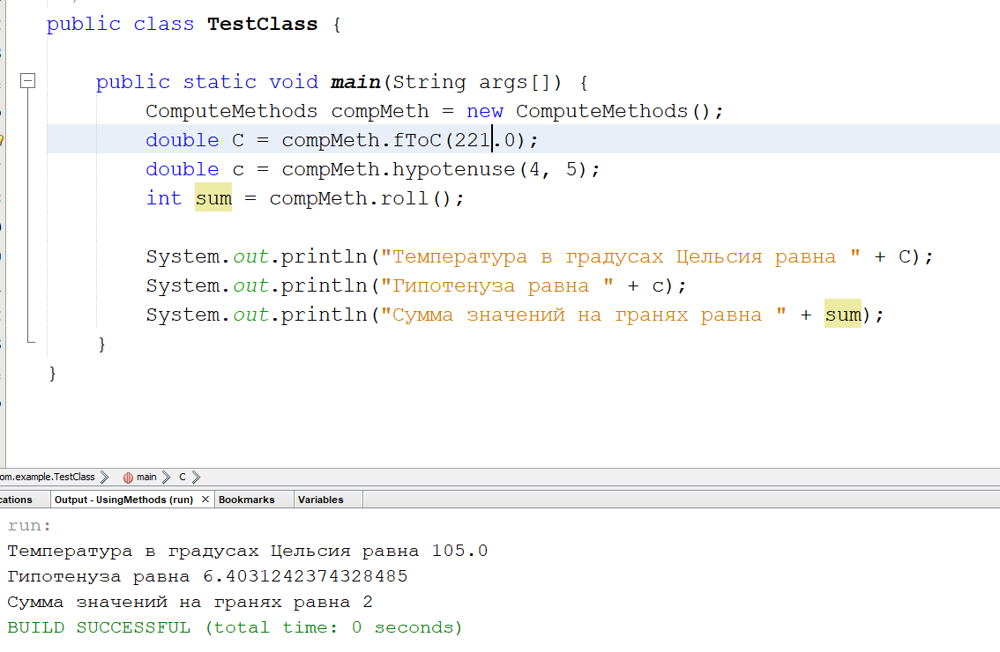 public class TestClass {
public static void main(String args[]) {
ComputeMethods compMeth = new ComputeMethods();
double C = compMeth.fToC(221.0);
double c = compMeth.hypotenuse(4, 5);
int sum = compMeth.roll();
System.out.println("Температура в градусах Цельсия равна " + C);
System.out.println("Гипотенуза равна " + c);
System.out.println("Сумма значений на гранях равна " + sum);
}
}
om.example.TestClass main C
cations Output - UsingMethods (run) Bookmarks Variables
run:
Температура в градусах Цельсия равна 105.0
Гипотенуза равна 6.4031242374328485
Сумма значений на гранях равна 2
BUILD SUCCESSFUL (total time: 0 seconds)